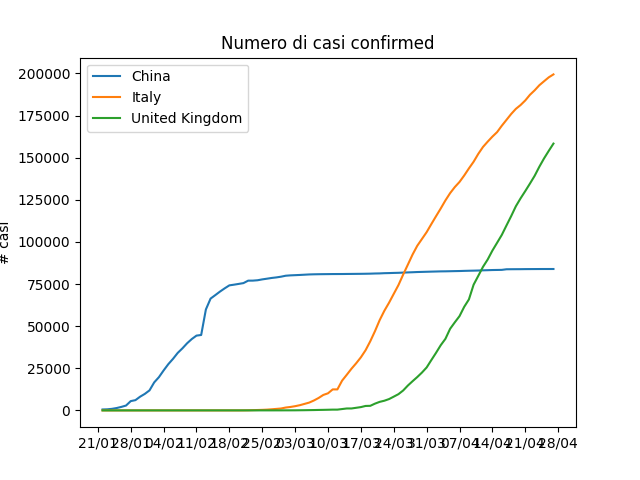 Numero di casi confirmed
China
Italy
United Kingdom
200000
175000
150000
125000
100000
75000
50000
25000
0
# casi
21/01 28/01 04/02 11/02 18/02 25/02 03/03 10/03 17/03 24/03 31/03 07/04 14/04 21/04 28/04